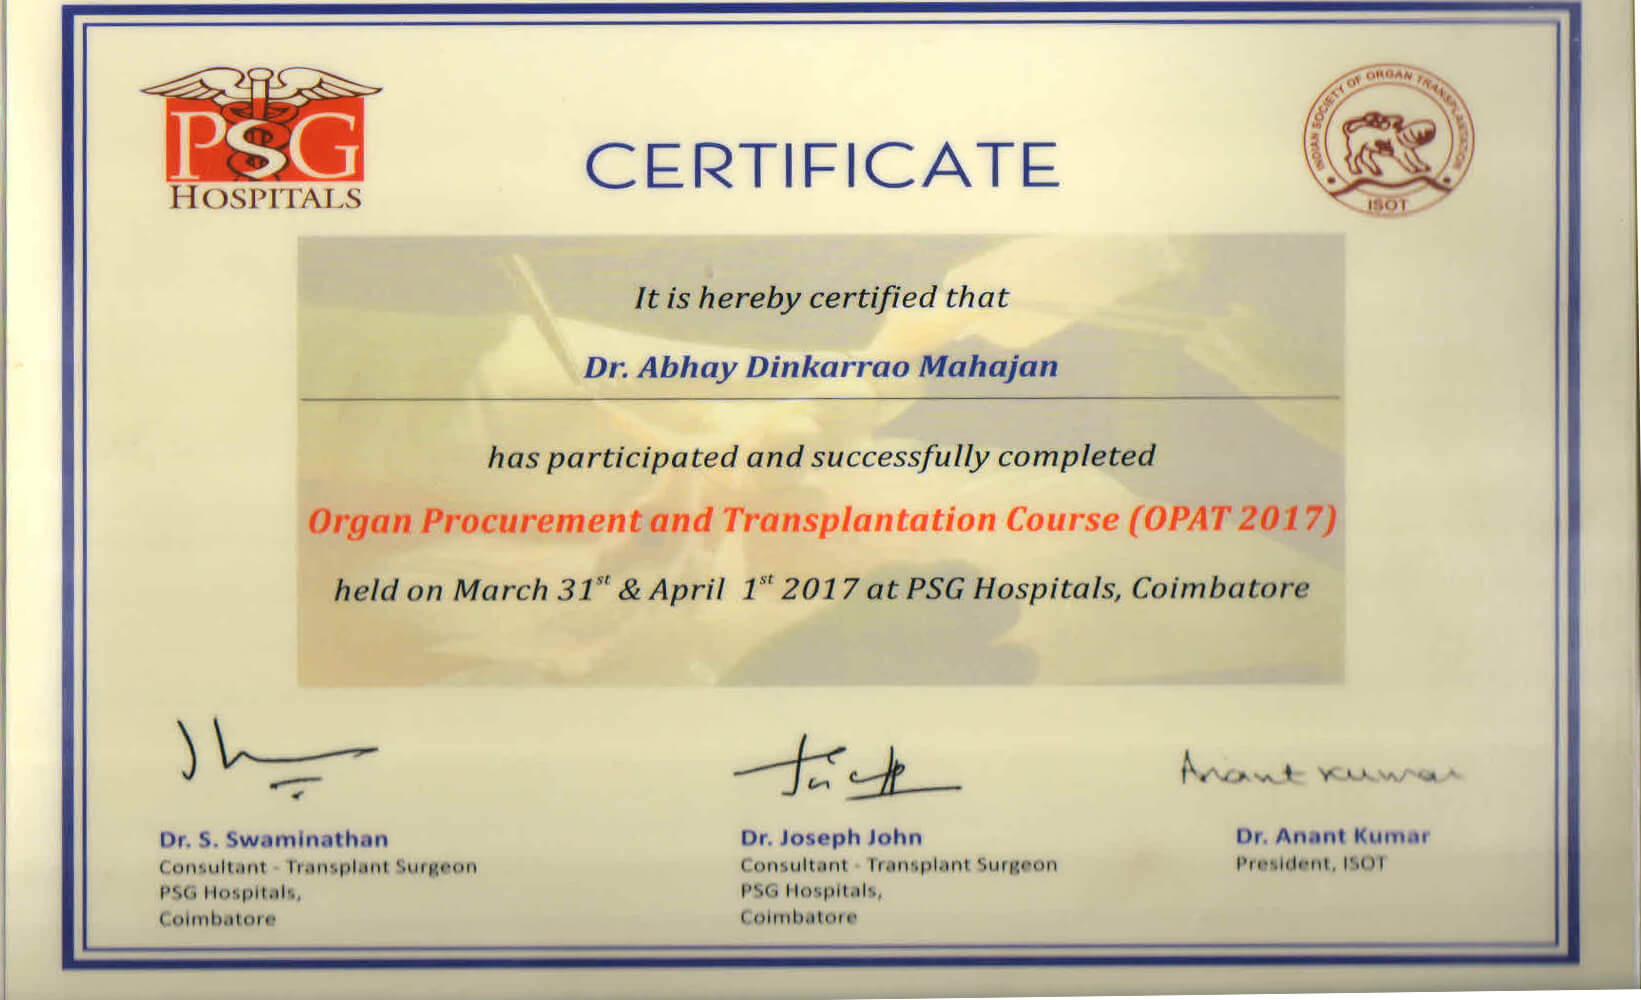 PSG
HOSPITALS
CERTIFICATE
INDIAN SOCIETY OF ORGAN TRANSPLANTATION
ISOT
It is hereby certified that
Dr. Abhay Dinkarrao Mahajan
has participated and successfully completed
Organ Procurement and Transplantation Course (OPAT 2017)
held on March 31st & April 1st 2017 at PSG Hospitals, Coimbatore
Anant Kumar
Dr. S. Swaminathan
Consultant - Transplant Surgeon
PSG Hospitals,
Coimbatore
Dr. Joseph John
Consultant - Transplant Surgeon
PSG Hospitals,
Coimbatore
Dr. Anant Kumar
President, ISOT